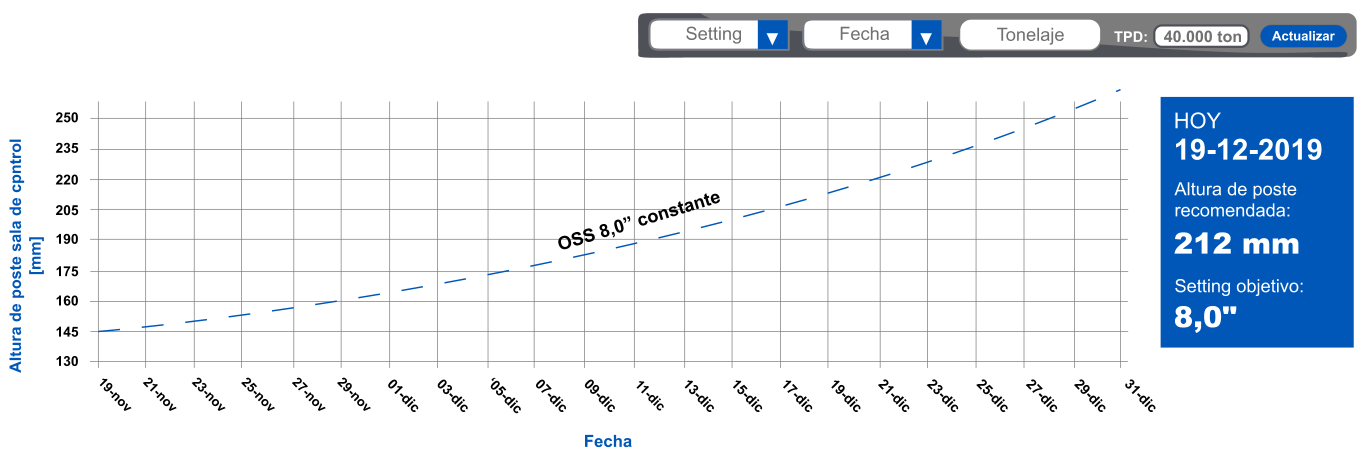 Setting
Fecha
Tonelaje
TPD:
40.000 ton
Actualizar
Altura de poste sala de cpntrol
[mm]
250
235
220
205
190
175
160
145
130
OSS 8,0” constante
19-nov
21-nov
23-nov
25-nov
27-nov
29-nov
01-dic
03-dic
'05-dic
07-dic
09-dic
11-dic
13-dic
15-dic
17-dic
19-dic
21-dic
23-dic
25-dic
27-dic
29-dic
31-dic
Fecha
HOY
19-12-2019
Altura de poste
recomendada:
212 mm
Setting objetivo:
8,0"